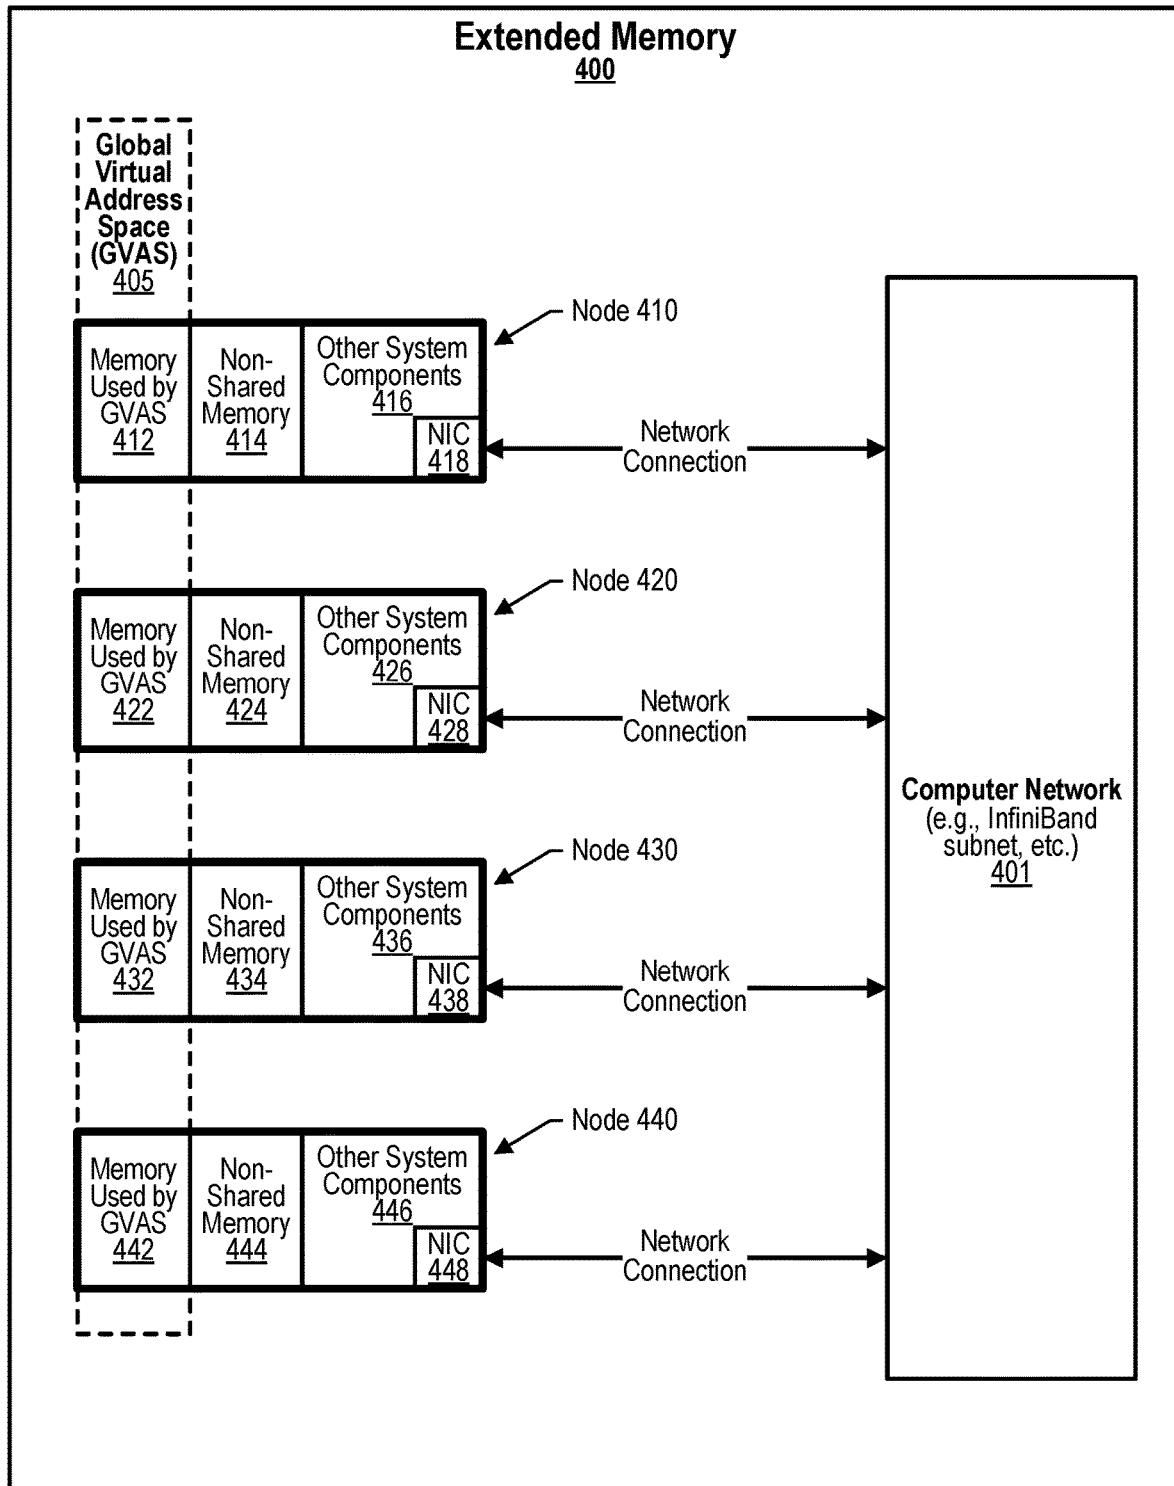 Extended Memory
400
Global
Virtual
Address
Space
(GVAS)
405
Node 410
Memory
Used by
GVAS
412
Non-
Shared
Memory
414
Other System
Components
416
NIC
418
Network
Connection
Node 420
Memory
Used by
GVAS
422
Non-
Shared
Memory
424
Other System
Components
426
NIC
428
Network
Connection
Node 430
Memory
Used by
GVAS
432
Non-
Shared
Memory
434
Other System
Components
436
NIC
438
Network
Connection
Node 440
Memory
Used by
GVAS
442
Non-
Shared
Memory
444
Other System
Components
446
NIC
448
Network
Connection
Computer Network
(e.g., InfiniBand
subnet, etc.)
401